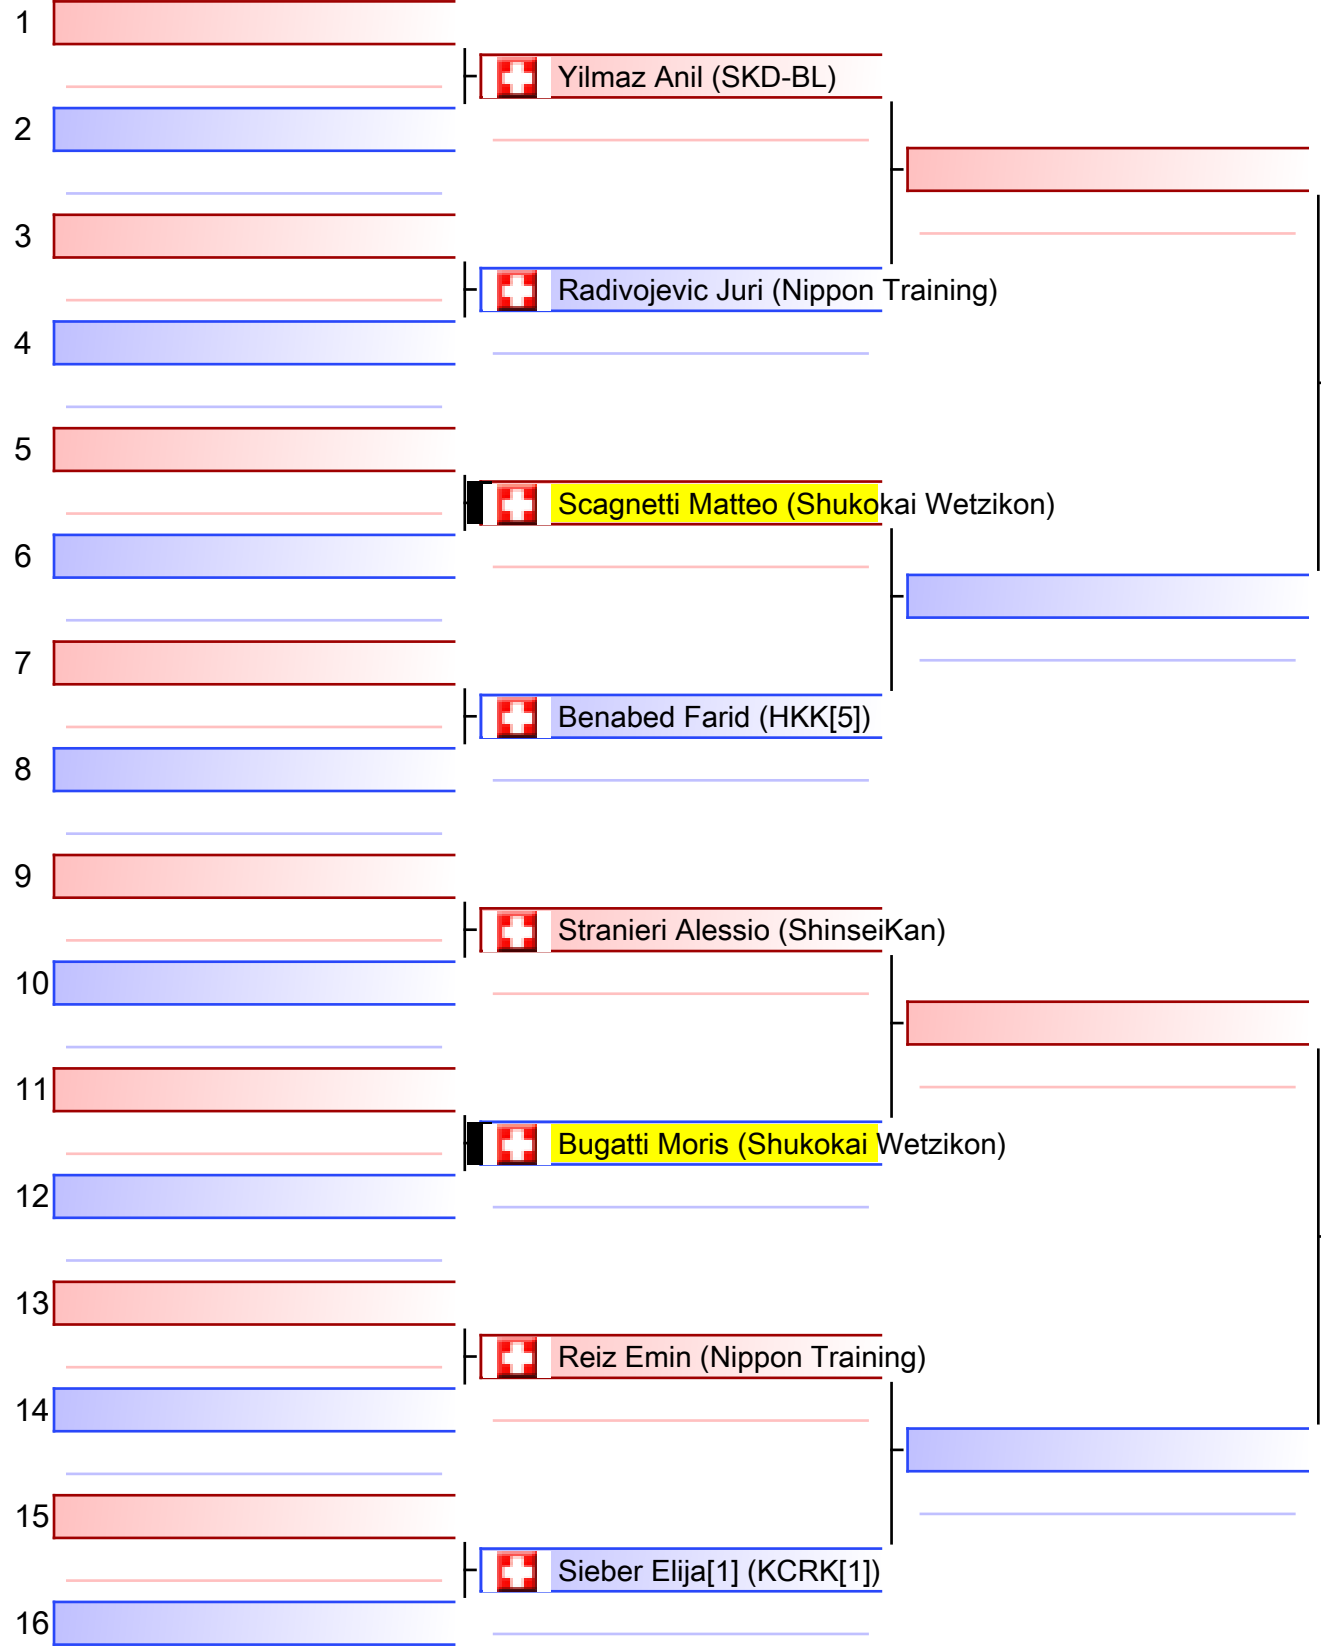 1
Yilmaz Anil (SKD-BL)
2
3
Radivojevic Juri (Nippon Training)
4
5
Scagnetti Matteo (Shukokai Wetzikon)
6
7
Benabed Farid (HKK[5])
8
9
Stranieri Alessio (ShinseiKan)
10
11
Bugatti Moris (Shukokai Wetzikon)
12
13
Reiz Emin (Nippon Training)
14
15
Sieber Elija[1] (KCRK[1])
16